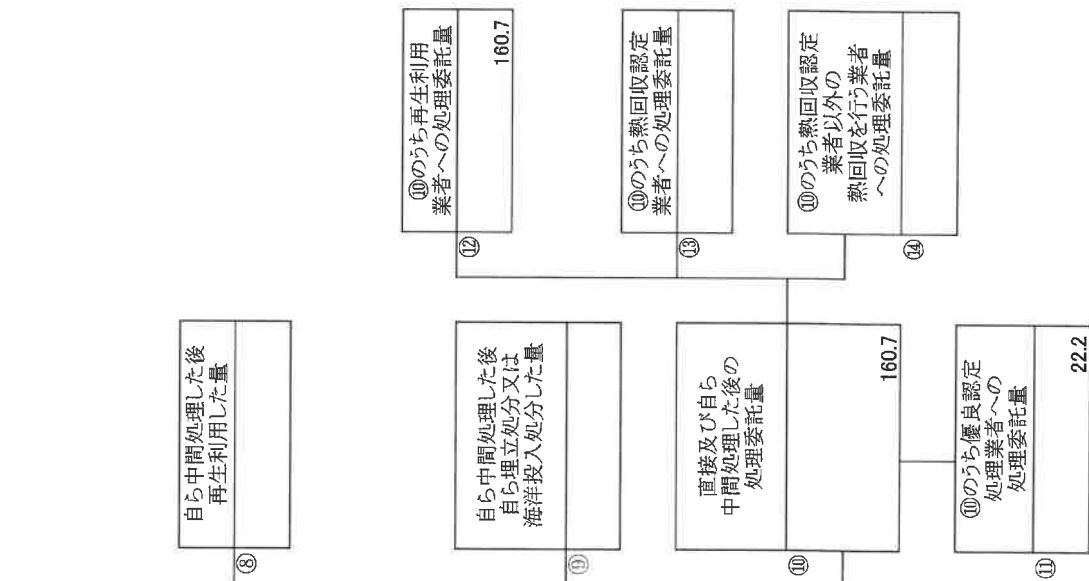 ⑧
自ら中間処理した後
再生利用した量
⑨
自ら中間処理した後
自ら埋立処分又は
海洋投入処分した量
⑩
直接及び自ら
中間処理した後の
処理委託量
160.7
⑪
⑩のうち優良認定
処理業者への
処理委託量
22.2
⑫
⑩のうち再生利用
業者への処理委託量
160.7
⑬
⑩のうち熱回収認定
業者への処理委託量
⑭
⑩のうち熱回収認定
業者以外の
熱回収を行う業者
への処理委託量